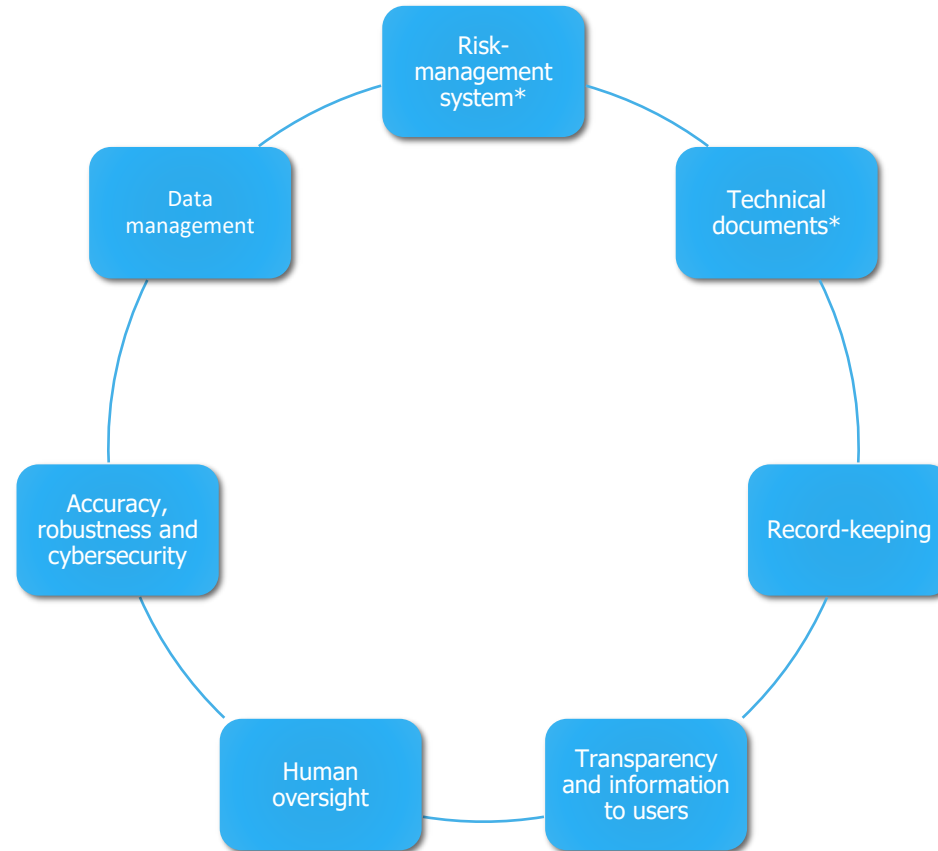 Risk-
management
system*
Technical
documents*
Record-keeping
Transparency
and information
to users
Human
oversight
Accuracy,
robustness and
cybersecurity
Data
management